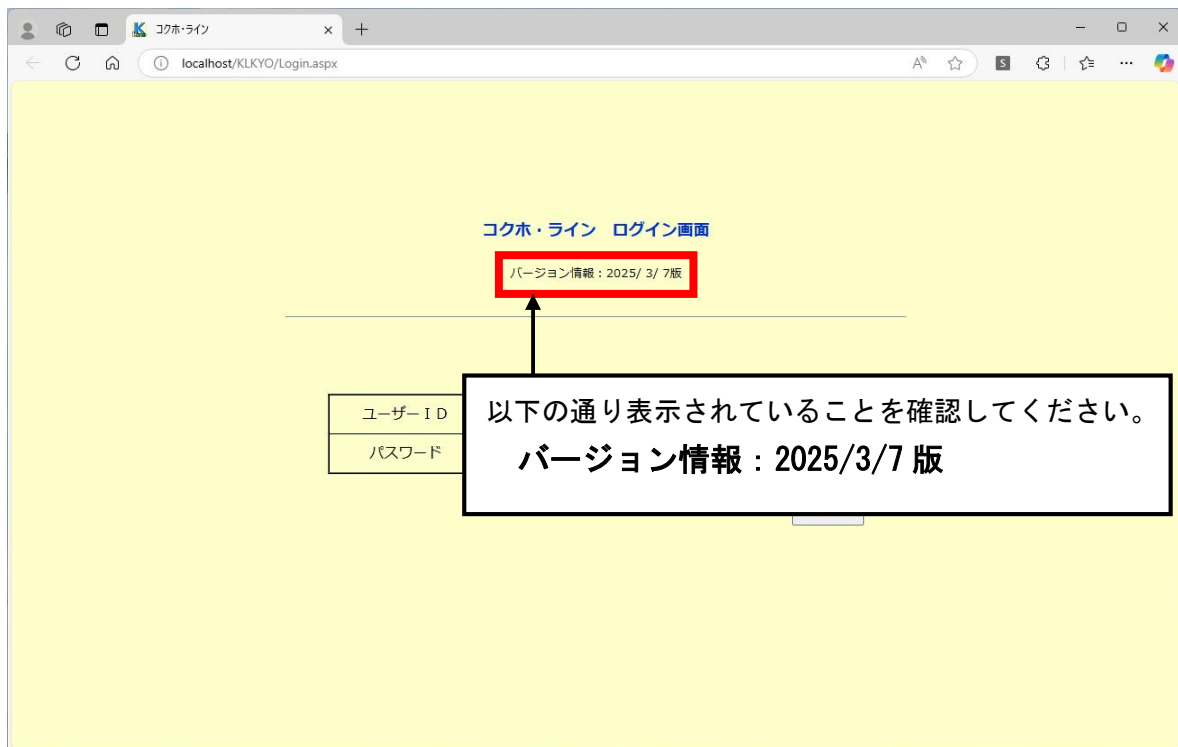 コクホ・ライン
localhost/KLKYO/Login.aspx
コクホ・ライン　ログイン画面
バージョン情報：2025/ 3/ 7版
ユーザーＩＤ
パスワード
以下の通り表示されていることを確認してください。
バージョン情報：2025/3/7 版